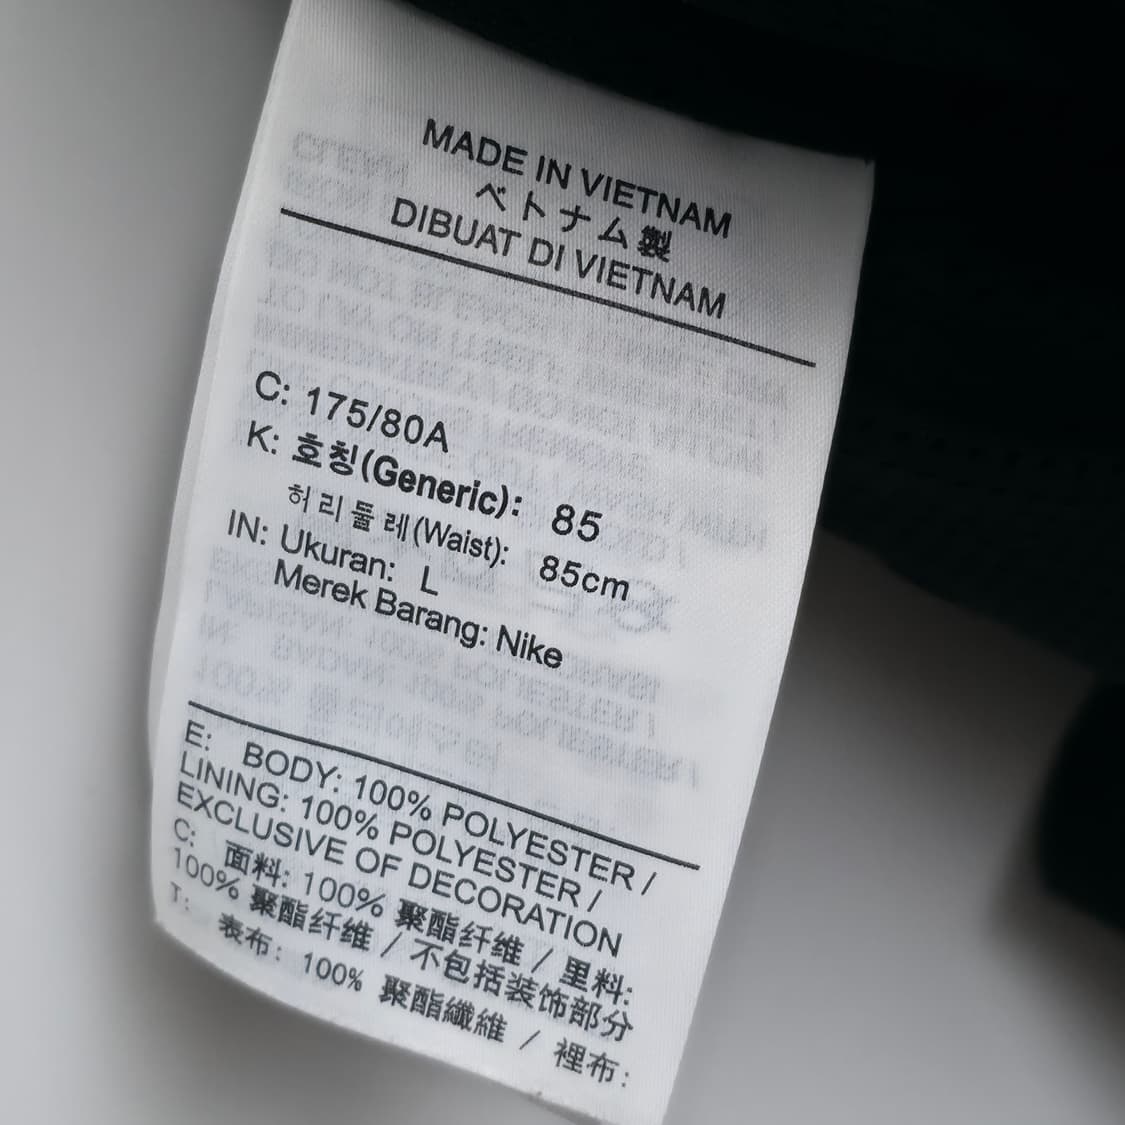 MADE IN VIETNAM
ベトナム製
DIBUAT DI VIETNAM
C: 175/80A
K: 호칭(Generic): 85
허리둘레(Waist): 85cm
IN: Ukuran: L
Merek Barang: Nike
E: BODY: 100% POLYESTER /
LINING: 100% POLYESTER /
EXCLUSIVE OF DECORATION
C: 面料: 100% 聚酯纤维 / 里料:
100% 聚酯纤维 / 不包括装饰部分
T: 表布: 100% 聚酯纖維 / 裡布: